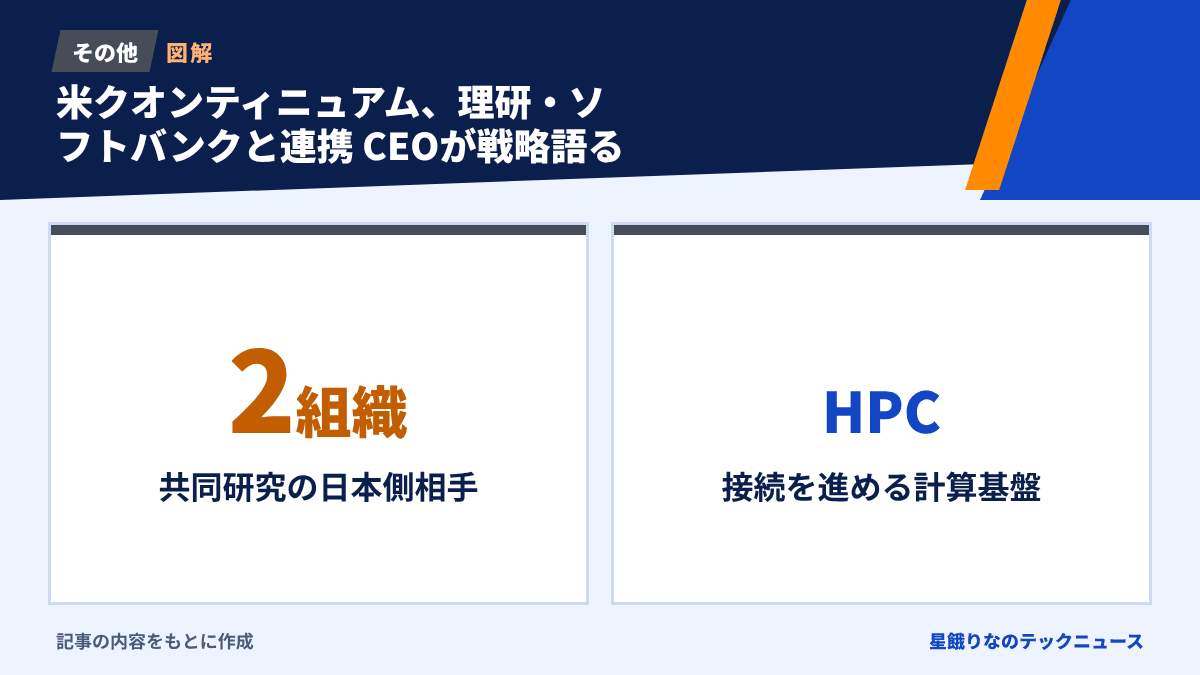 その他 図解
米クオンティニュアム、理研・ソ
フトバンクと連携 CEOが戦略語る
2組織
共同研究の日本側相手
HPC
接続を進める計算基盤
記事の内容をもとに作成
星餓りなのテックニュース